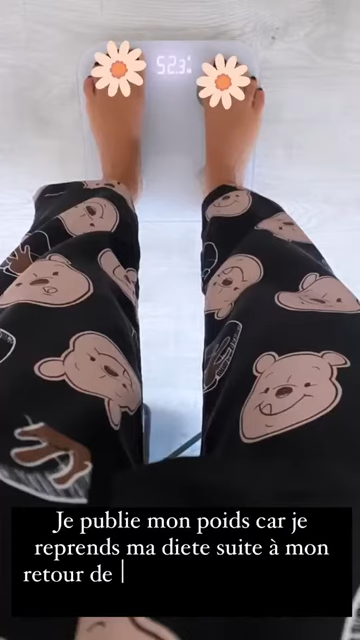 52.3
Je publie mon poids car je
reprends ma diete suite à mon
retour de